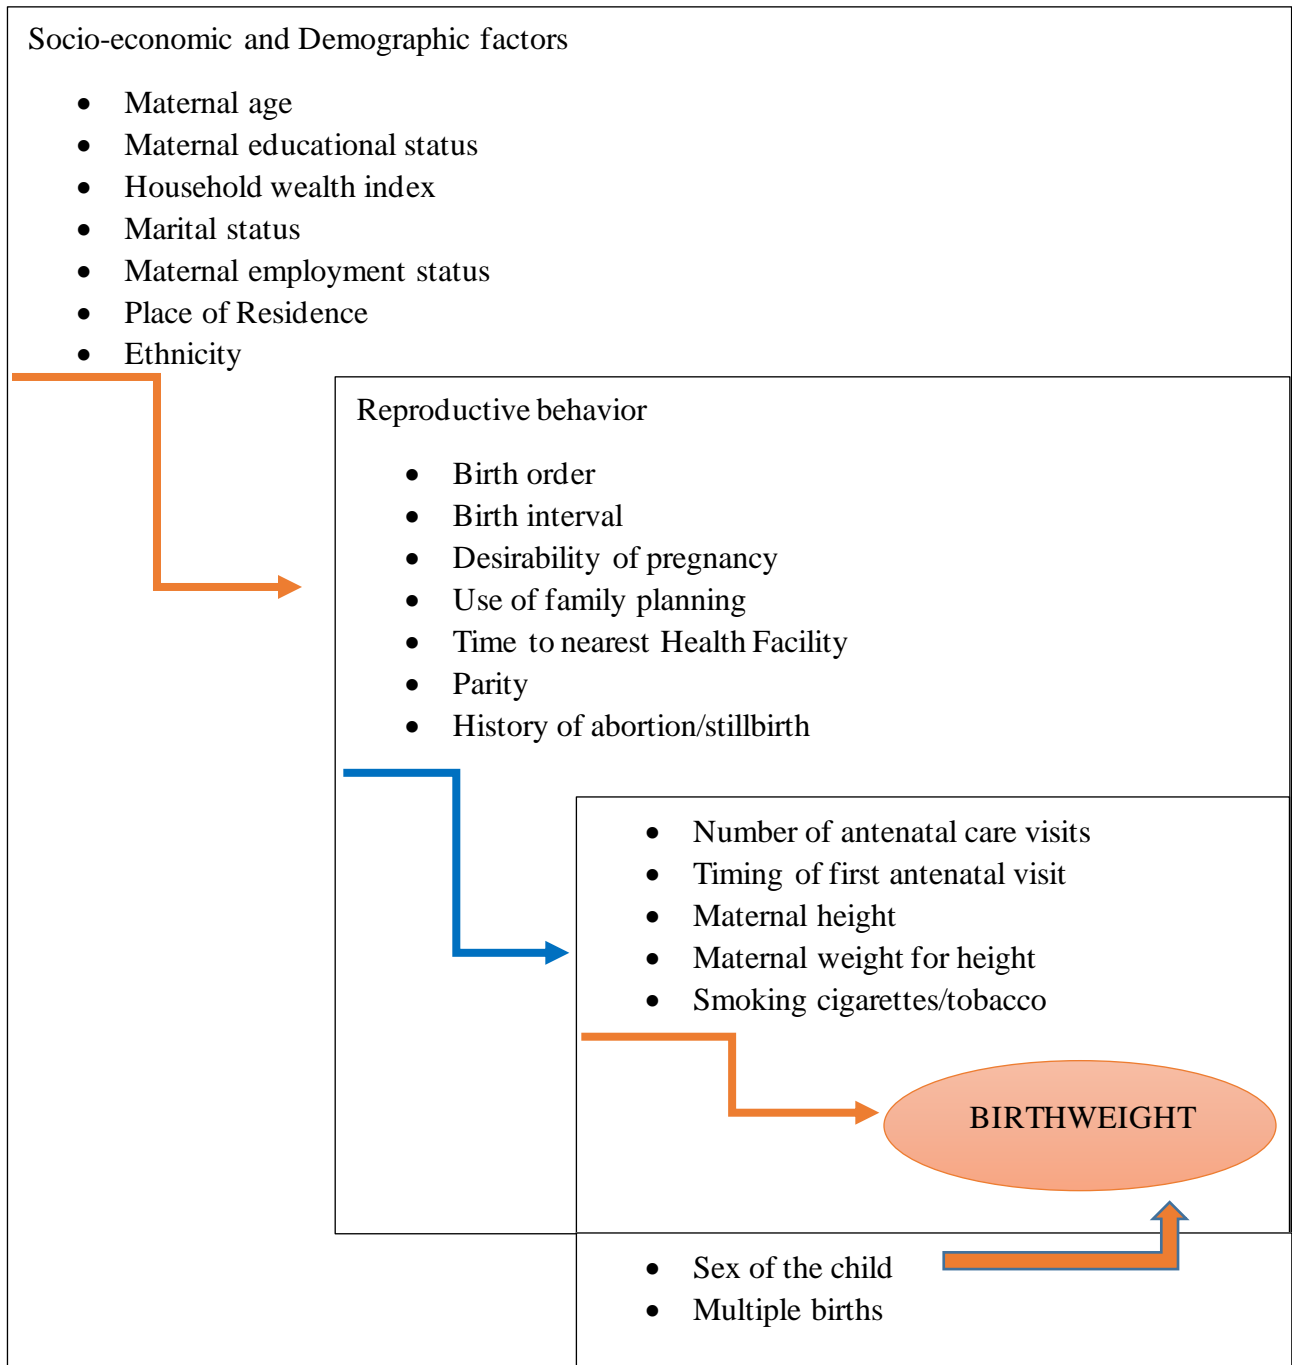 Socio-economic and Demographic factors
• Maternal age
• Maternal educational status
• Household wealth index
• Marital status
• Maternal employment status
• Place of Residence
• Ethnicity
Reproductive behavior
• Birth order
• Birth interval
• Desirability of pregnancy
• Use of family planning
• Time to nearest Health Facility
• Parity
• History of abortion/stillbirth
• Number of antenatal care visits
• Timing of first antenatal visit
• Maternal height
• Maternal weight for height
• Smoking cigarettes/tobacco
BIRTHWEIGHT
• Sex of the child
• Multiple births